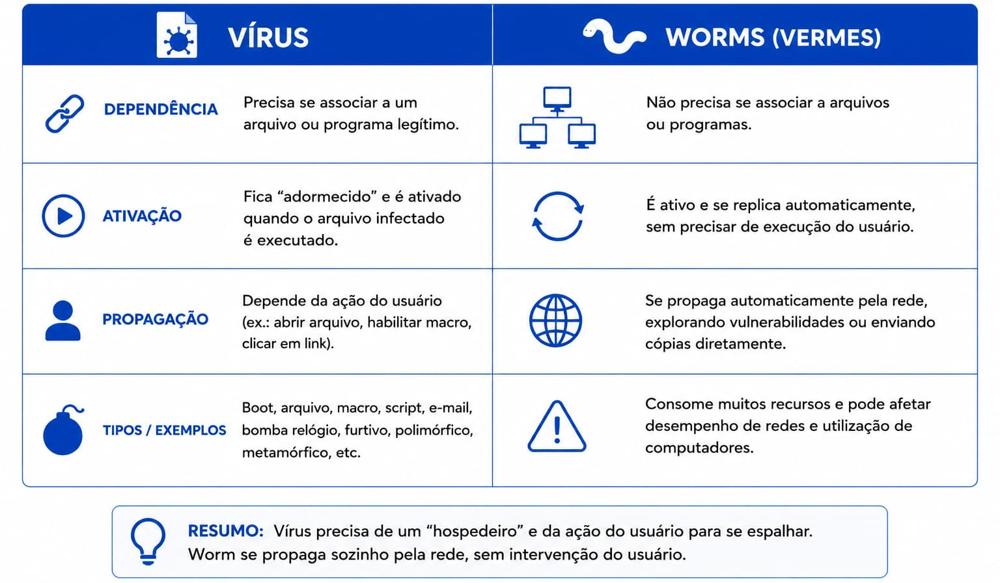 VÍRUS
WORMS (VERMES)
DEPENDÊNCIA
Precisa se associar a um
arquivo ou programa legítimo.
Não precisa se associar a arquivos
ou programas.
ATIVAÇÃO
Fica “adormecido” e é ativado
quando o arquivo infectado
é executado.
É ativo e se replica automaticamente,
sem precisar de execução do usuário.
PROPAGAÇÃO
Depende da ação do usuário
(ex.: abrir arquivo, habilitar macro,
clicar em link).
Se propaga automaticamente pela rede,
explorando vulnerabilidades ou enviando
cópias diretamente.
TIPOS / EXEMPLOS
Boot, arquivo, macro, script, e-mail,
bomba relógio, furtivo, polimórfico,
metamórfico, etc.
Consome muitos recursos e pode afetar
desempenho de redes e utilização de
computadores.
RESUMO: Vírus precisa de um “hospedeiro” e da ação do usuário para se espalhar.
Worm se propaga sozinho pela rede, sem intervenção do usuário.